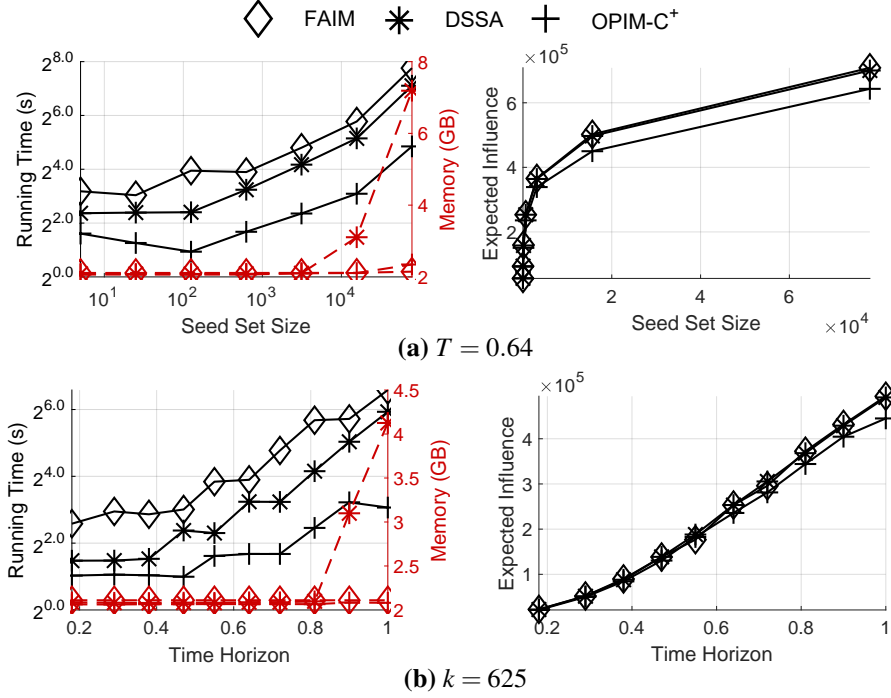 FAIM DSSA OPIM-C⁺
Running Time (s)
2^8.0
2^6.0
2^4.0
2^2.0
2^0.0
10^1 10^2 10^3 10^4
Seed Set Size
8
6
4
2
Memory (GB)
× 10^5
Expected Influence
6
4
2
0 4 8
Seed Set Size
× 10^4
(a) T = 0.64
Running Time (s)
2^6.0
2^4.0
2^2.0
2^0.0
0.2 0.4 0.6 0.8 1
Time Horizon
4.5
4
3.5
3
2.5
2
Memory (GB)
× 10^5
Expected Influence
4
3
2
1
0.2 0.4 0.6 0.8 1
Time Horizon
(b) k = 625